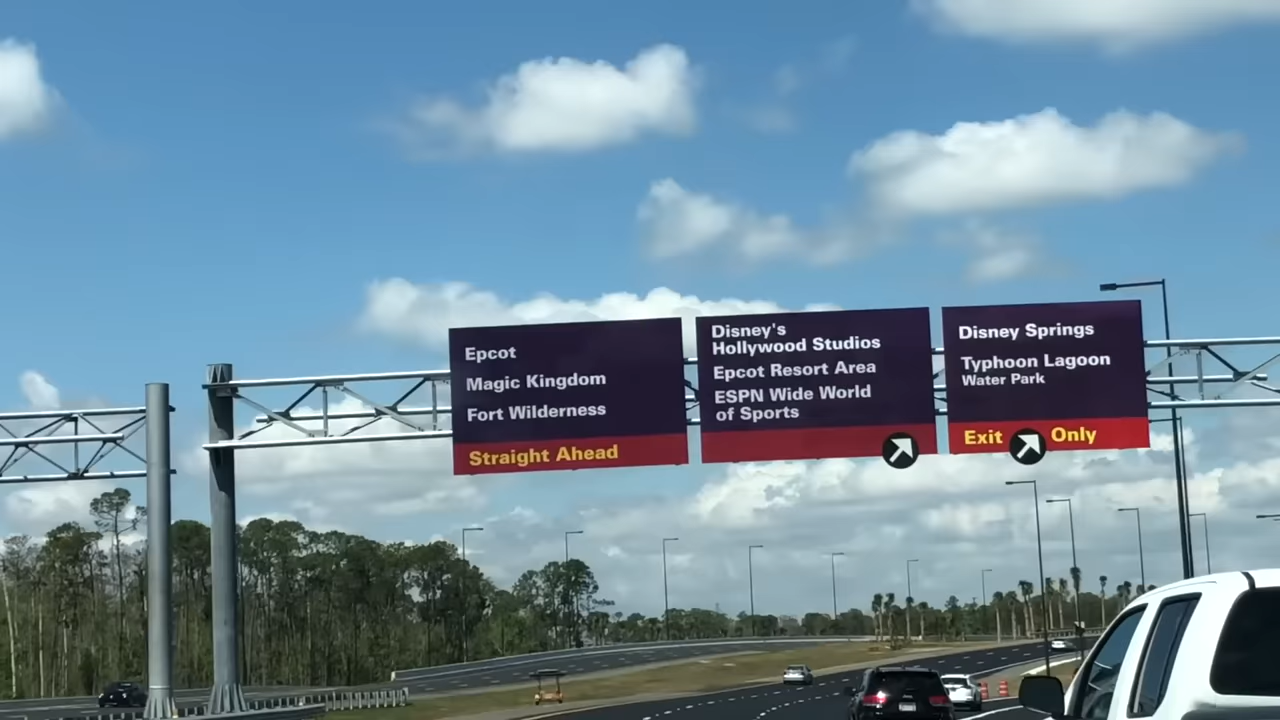 Epcot
Magic Kingdom
Fort Wilderness
Straight Ahead
Disney's
Hollywood Studios
Epcot Resort Area
ESPN Wide World
of Sports
Disney Springs
Typhoon Lagoon
Water Park
Exit Only